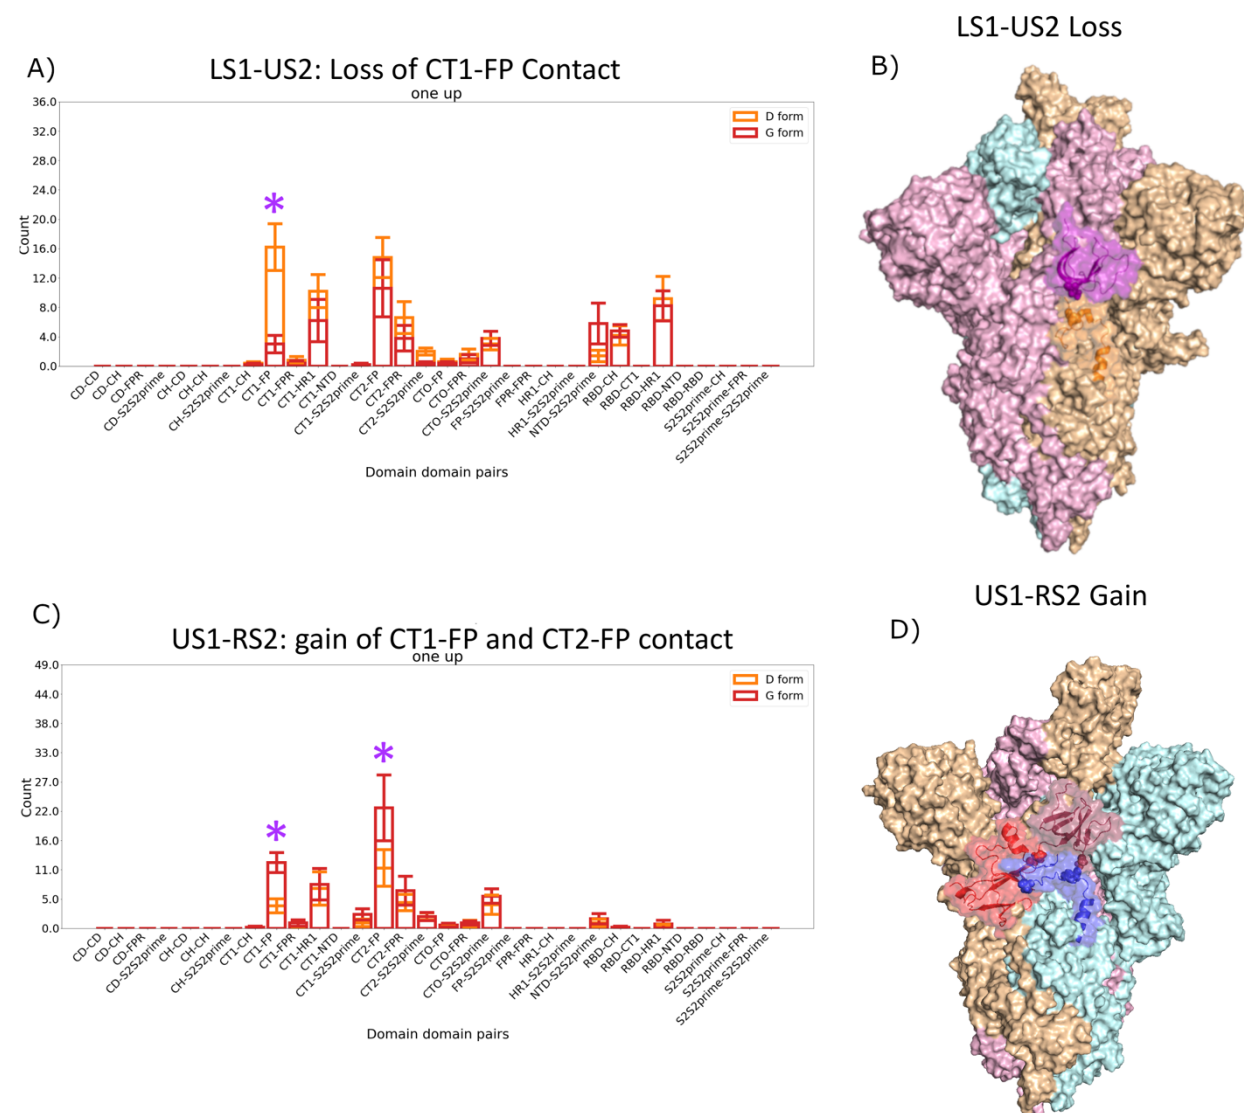 A)
LS1-US2: Loss of CT1-FP Contact
one up
36.0
32.0
28.0
24.0
20.0
16.0
12.0
8.0
4.0
0.0
Count
D form
G form
*
CD-CD
CD-CH
CD-FPR
CD-S2S2prime
CH-CD
CH-CH
CH-S2S2prime
CT1-CH
CT1-FP
CT1-FPR
CT1-HR1
CT1-NTD
CT1-S2S2prime
CT2-FP
CT2-FPR
CT2-S2S2prime
CTO-FP
CTO-FPR
CTO-S2S2prime
FP-S2S2prime
FPR-FPR
HR1-CH
HR1-S2S2prime
NTD-S2S2prime
RBD-CH
RBD-CT1
RBD-HR1
RBD-NTD
RBD-RBD
S2S2prime-CH
S2S2prime-FPR
S2S2prime-S2S2prime
Domain domain pairs
LS1-US2 Loss
B)
C)
US1-RS2: gain of CT1-FP and CT2-FP contact
one up
49.0
44.0
38.0
33.0
27.0
22.0
16.0
11.0
5.0
0.0
Count
D form
G form
*
*
CD-CD
CD-CH
CD-FPR
CD-S2S2prime
CH-CD
CH-CH
CH-S2S2prime
CT1-CH
CT1-FP
CT1-FPR
CT1-HR1
CT1-NTD
CT1-S2S2prime
CT2-FP
CT2-FPR
CT2-S2S2prime
CTO-FP
CTO-FPR
CTO-S2S2prime
FP-S2S2prime
FPR-FPR
HR1-CH
HR1-S2S2prime
NTD-S2S2prime
RBD-CH
RBD-CT1
RBD-HR1
RBD-NTD
RBD-RBD
S2S2prime-CH
S2S2prime-FPR
S2S2prime-S2S2prime
Domain domain pairs
US1-RS2 Gain
D)